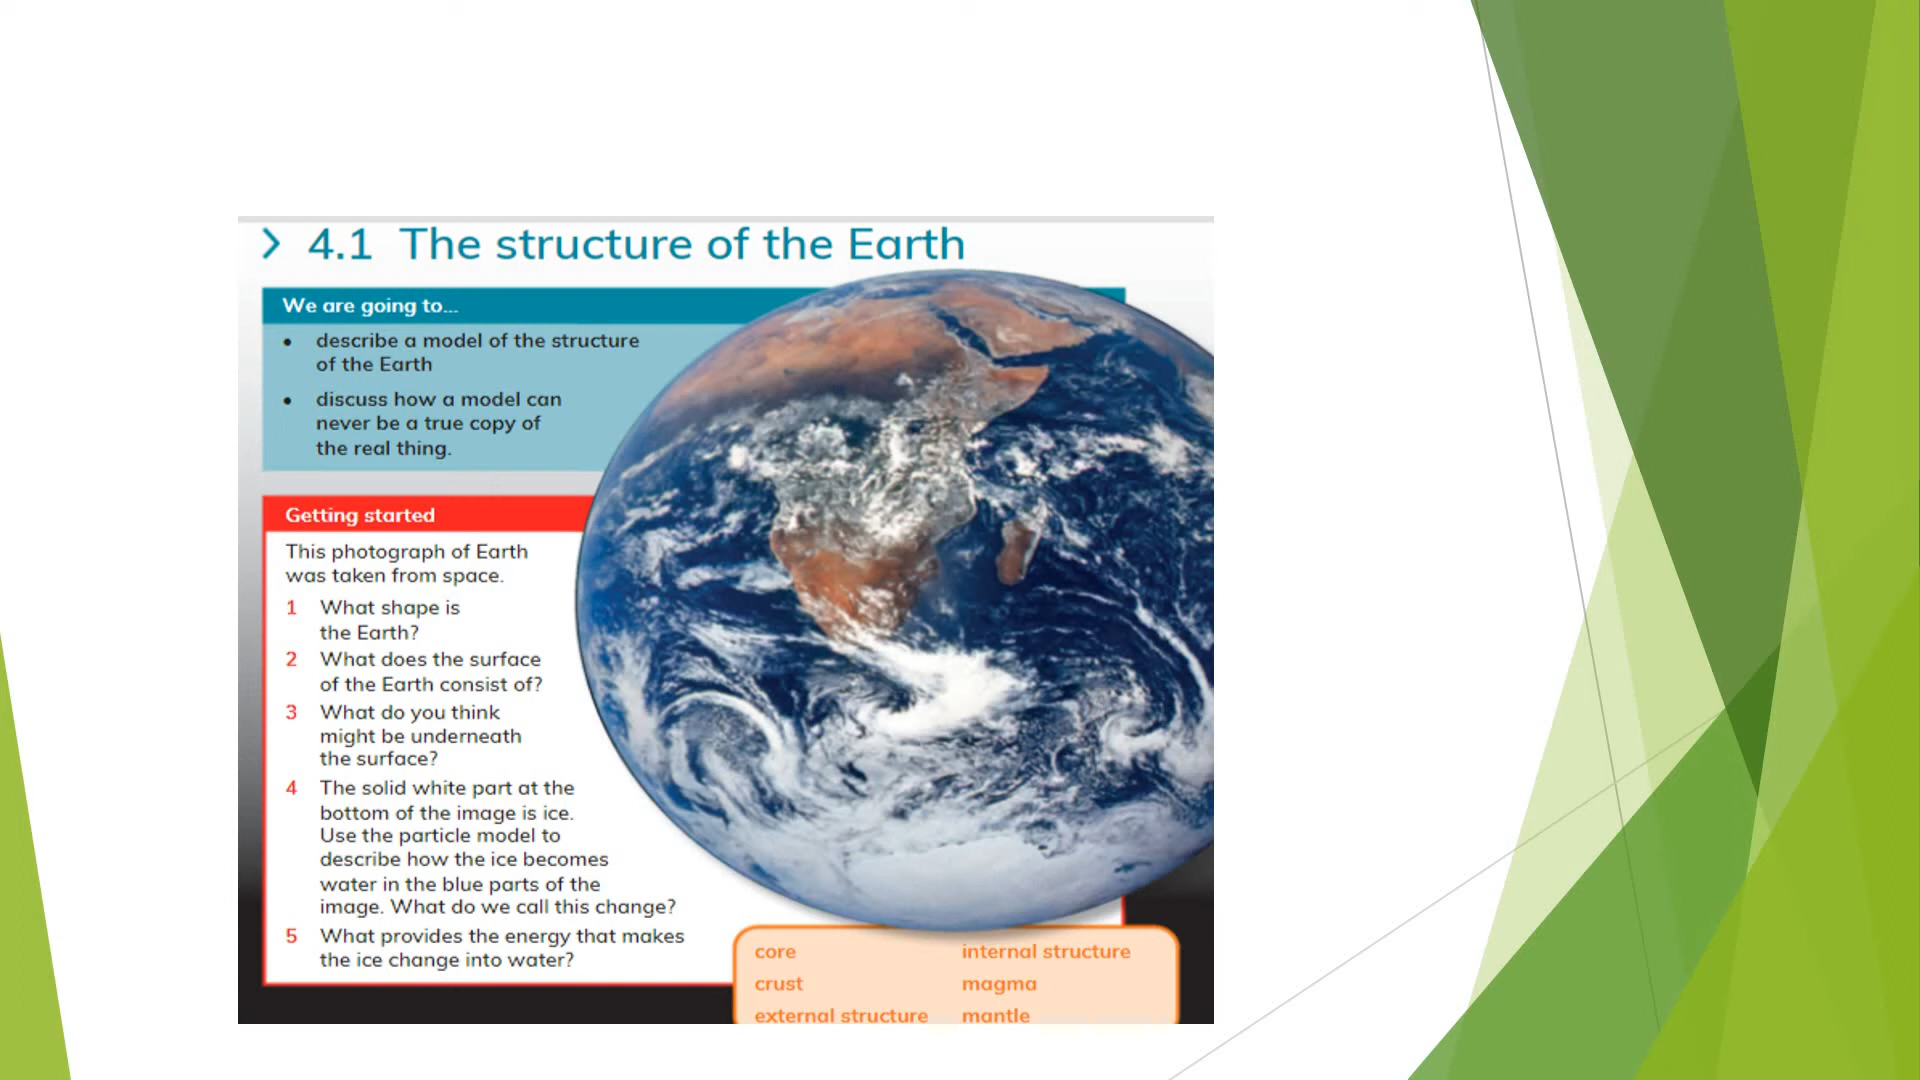 4.1 The structure of the Earth
We are going to...
• describe a model of the structure
of the Earth
• discuss how a model can
never be a true copy of
the real thing.
Getting started
This photograph of Earth
was taken from space.
1 What shape is
the Earth?
2 What does the surface
of the Earth consist of?
3 What do you think
might be underneath
the surface?
4 The solid white part at the
bottom of the image is ice.
Use the particle model to
describe how the ice becomes
water in the blue parts of the
image. What do we call this change?
5 What provides the energy that makes
the ice change into water?
core
crust
external structure
internal structure
magma
mantle